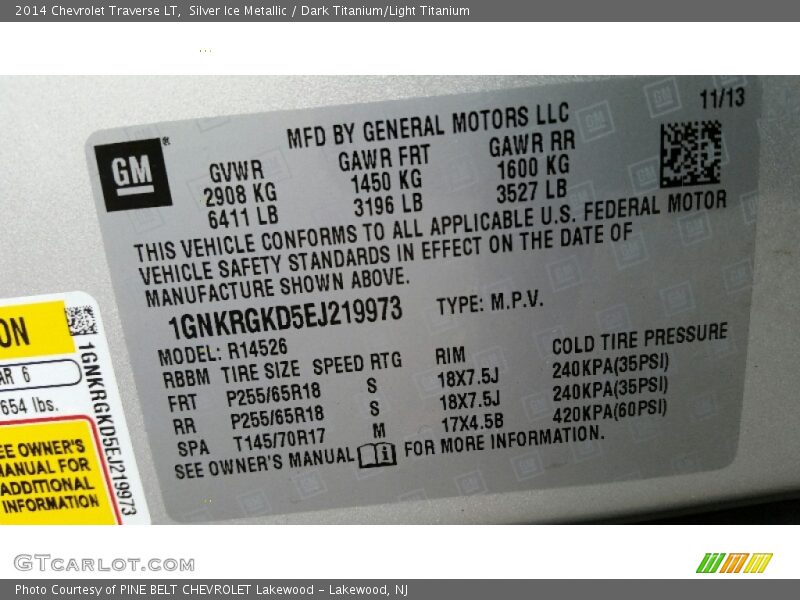 2014 Chevrolet Traverse LT, Silver Ice Metallic / Dark Titanium/Light Titanium
11/13
MFD BY GENERAL MOTORS LLC
GM®
GVWR GAWR FRT GAWR RR
2908 KG 1450 KG 1600 KG
6411 LB 3196 LB 3527 LB
THIS VEHICLE CONFORMS TO ALL APPLICABLE U.S. FEDERAL MOTOR
VEHICLE SAFETY STANDARDS IN EFFECT ON THE DATE OF
MANUFACTURE SHOWN ABOVE.
1GNKRGKD5EJ219973 TYPE: M.P.V.
MODEL: R14526
RBBM TIRE SIZE SPEED RTG RIM COLD TIRE PRESSURE
FRT P255/65R18 S 18X7.5J 240KPA(35PSI)
RR P255/65R18 S 18X7.5J 240KPA(35PSI)
SPA T145/70R17 M 17X4.5B 420KPA(60PSI)
SEE OWNER'S MANUAL i FOR MORE INFORMATION.
ON
AR 6
654 lbs.
EE OWNER'S
MANUAL FOR
ADDITIONAL
INFORMATION
1GNKRGKD5EJ219973
GTCarlot.com
Photo Courtesy of PINE BELT CHEVROLET Lakewood - Lakewood, NJ